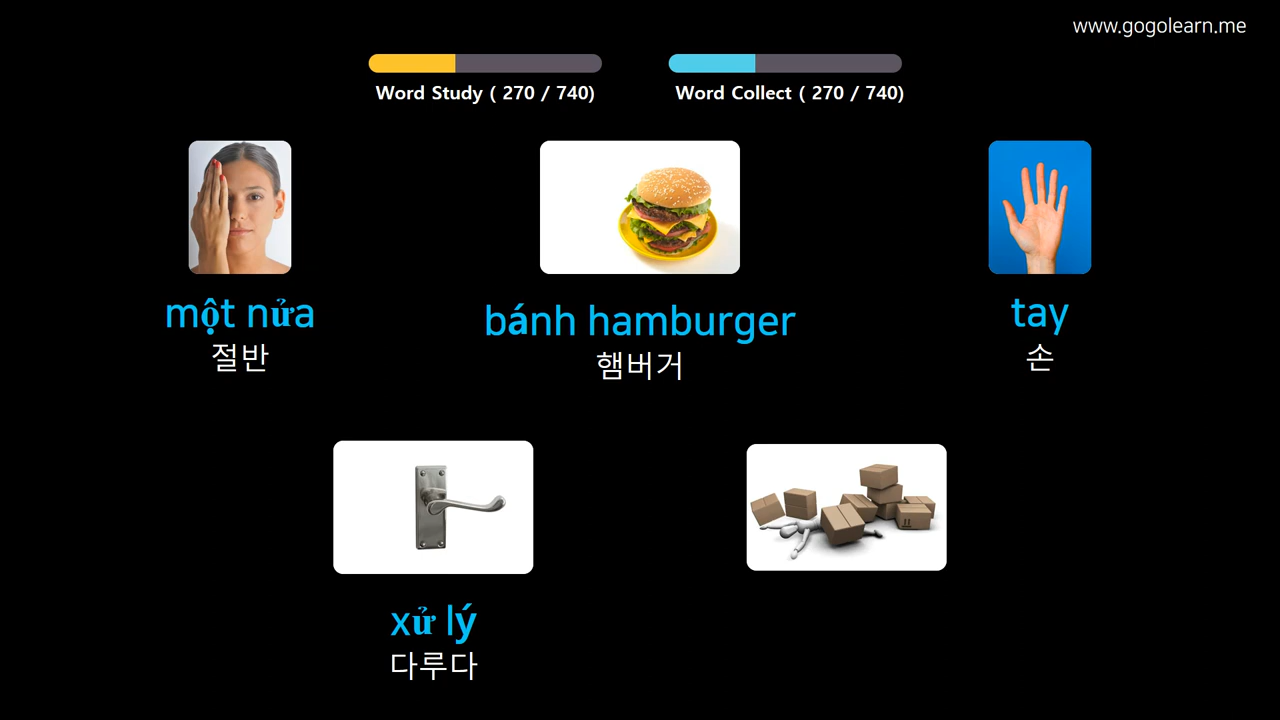 www.gogolearn.me
Word Study ( 270 / 740)
Word Collect ( 270 / 740)
một nửa
절반
bánh hamburger
햄버거
tay
손
xử lý
다루다